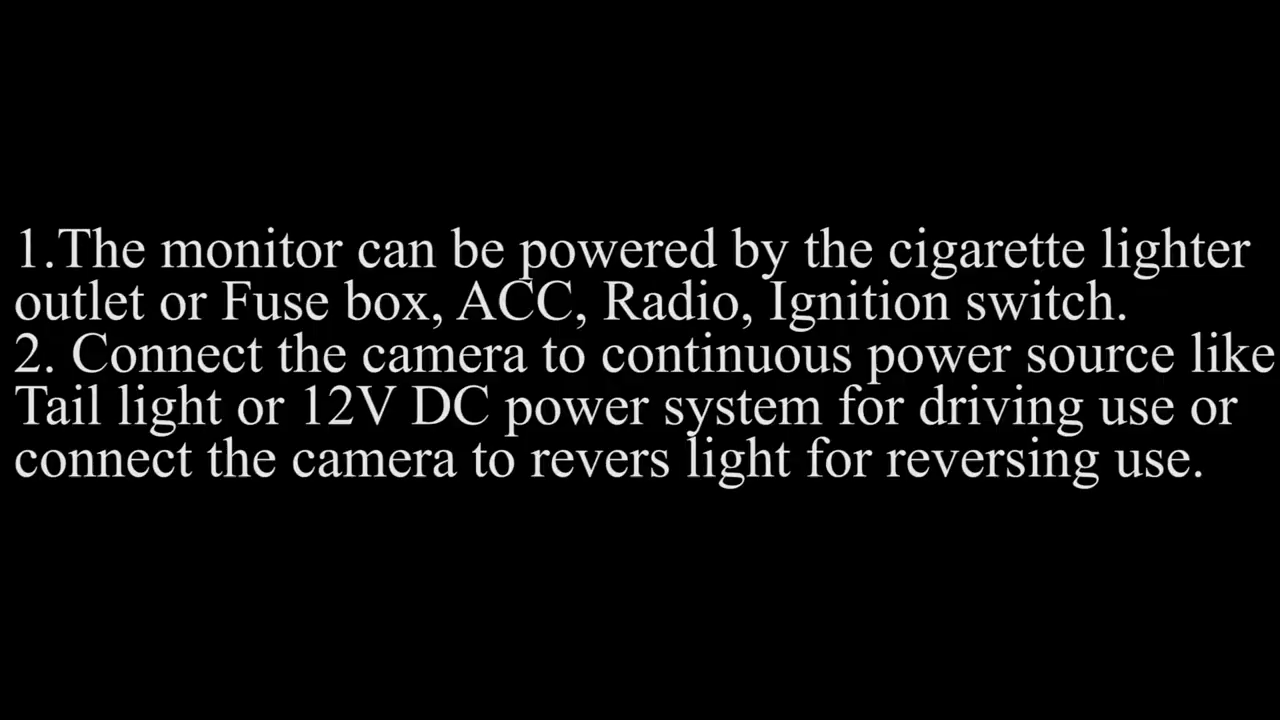 1.The monitor can be powered by the cigarette lighter
outlet or Fuse box, ACC, Radio, Ignition switch.
2. Connect the camera to continuous power source like
Tail light or 12V DC power system for driving use or
connect the camera to revers light for reversing use.